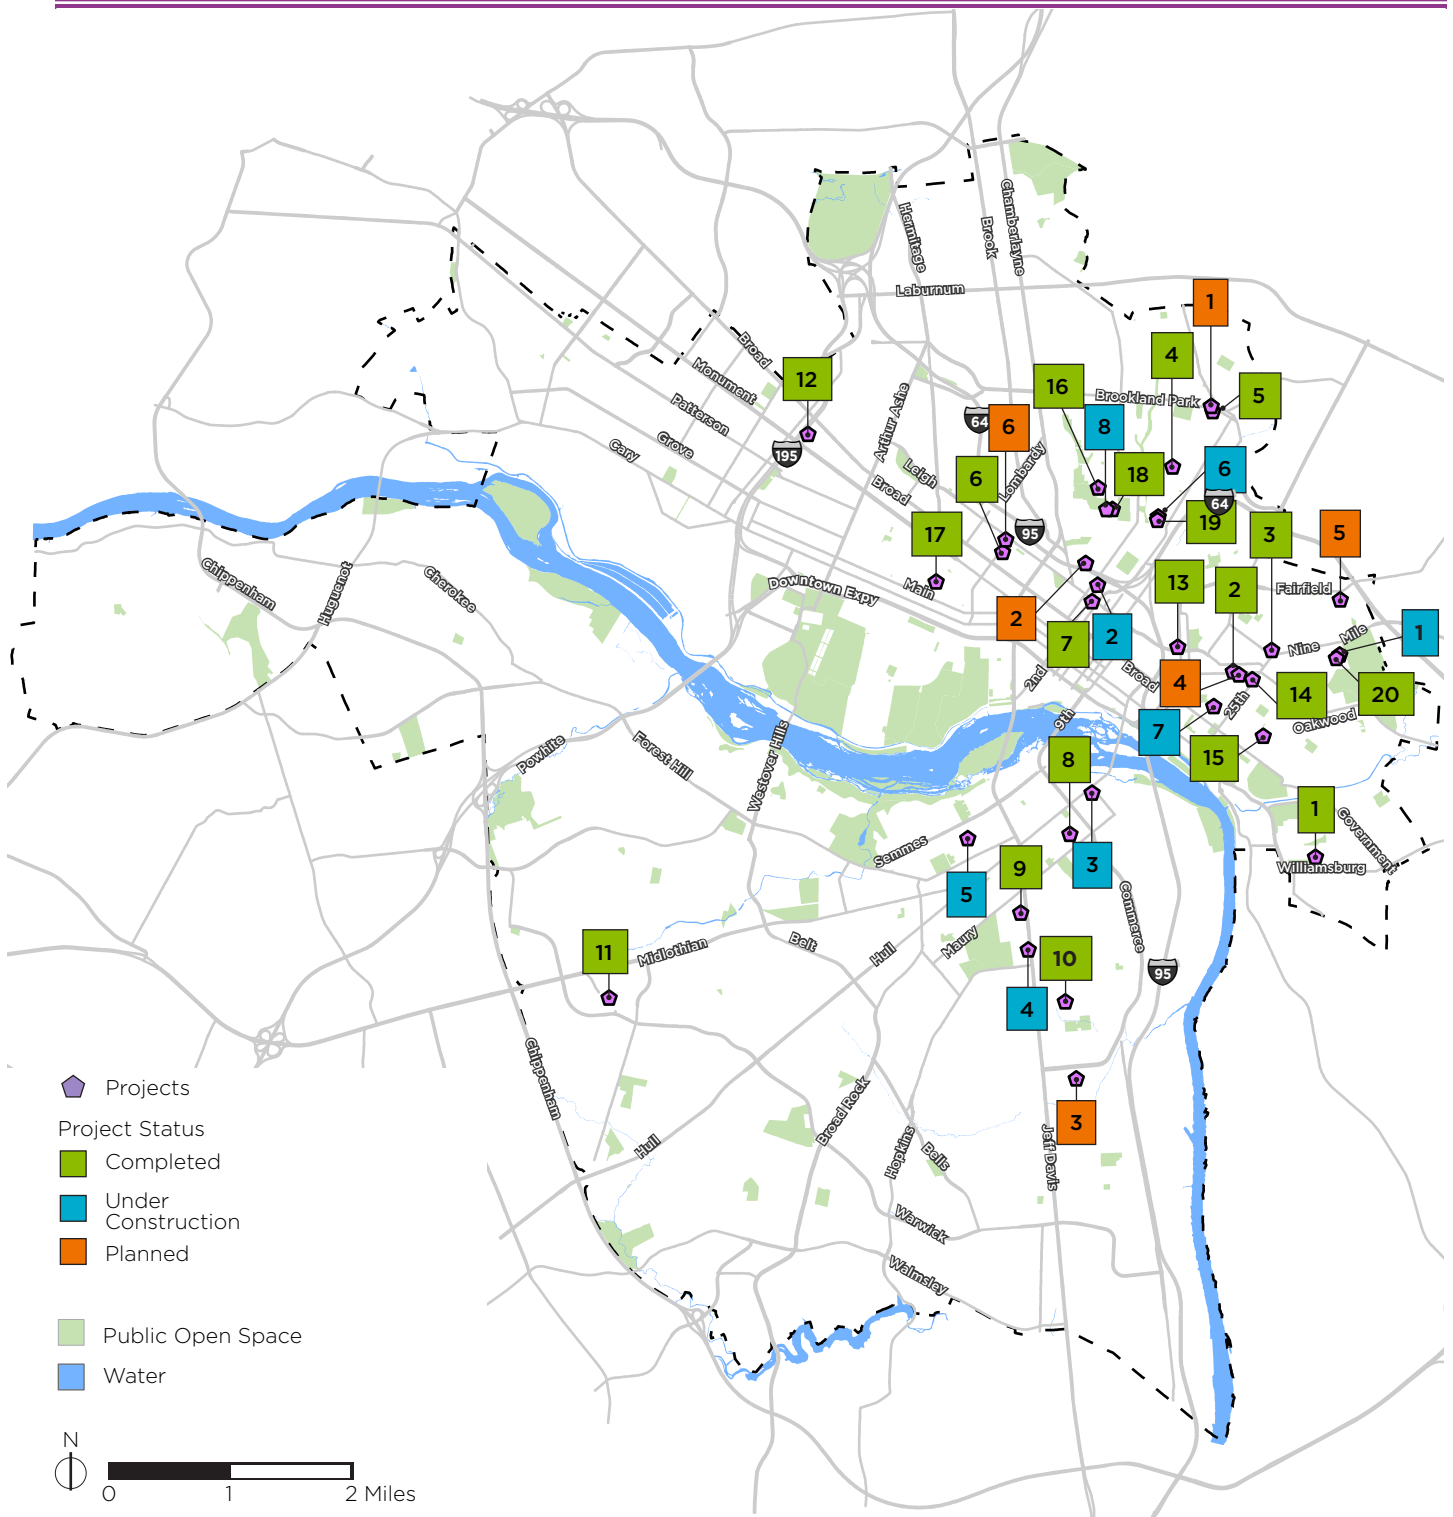 Hermitage
Brook
Chamberlayne
Laburnum
1
4
Broad
Monument
12
16
Brookland Park
5
Patterson
Arthur Ashe
64
6
8
Cary
Grove
195
Leigh
Broad
Lombardy
6
18
6
64
17
95
19
3
5
Chippenham
Huguenot
Cherokee
Downtown Expy
Main
13
2
Fairfield
2
7
2
Nine
Mile
1
2nd
Broad
4
25th
14
20
9th
Oakwood
7
15
Powhite
Forest Hill
Westover Hills
8
1
Government
Semmes
3
Williamsburg
9
5
Commerce
11
Midlothian
Belt
Hull
Maury
10
95
4
Chippenham
Projects
Project Status
Completed
Under
Construction
Planned
Broad Rock
3
Hull
Hopkins
Bells
Jeff Davis
Warwick
Walmsley
Public Open Space
Water
N
0 1 2 Miles